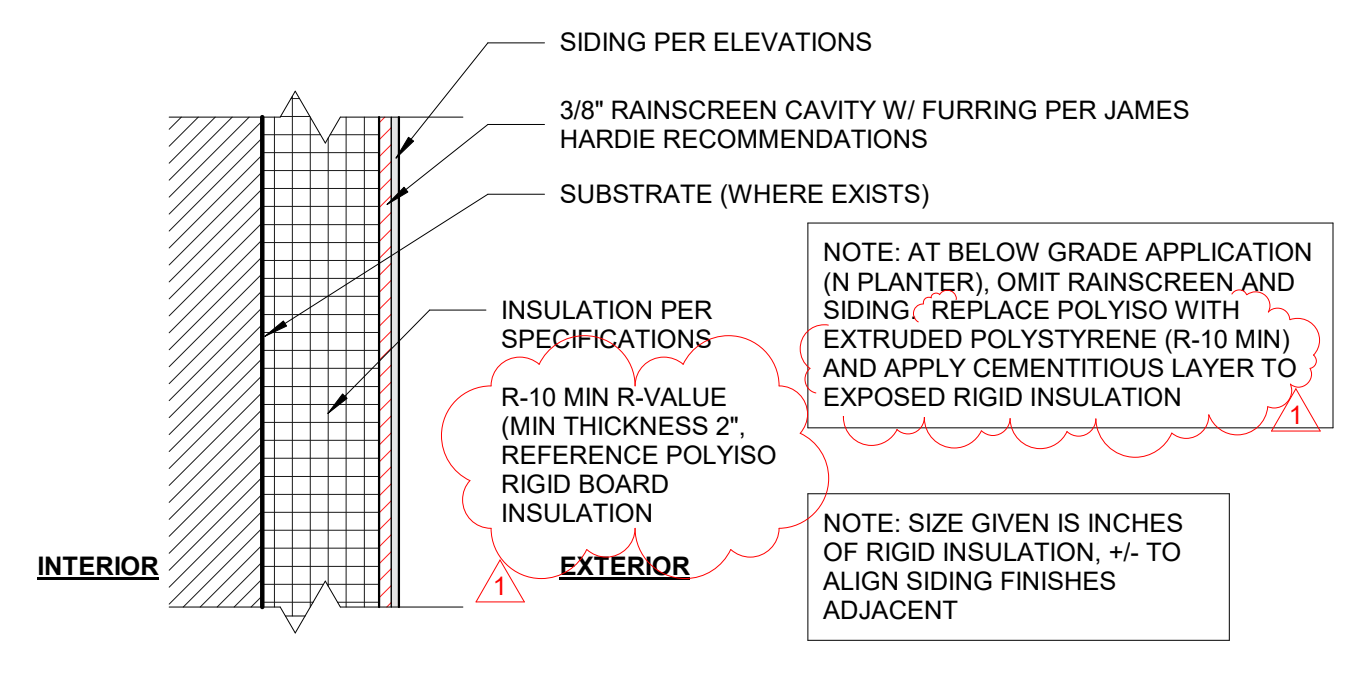 SIDING PER ELEVATIONS
3/8" RAINSCREEN CAVITY W/ FURRING PER JAMES
HARDIE RECOMMENDATIONS
SUBSTRATE (WHERE EXISTS)
INSULATION PER
SPECIFICATIONS
R-10 MIN R-VALUE
(MIN THICKNESS 2",
REFERENCE POLYISO
RIGID BOARD
INSULATION
1
NOTE: AT BELOW GRADE APPLICATION
(N PLANTER), OMIT RAINSCREEN AND
SIDING. REPLACE POLYISO WITH
EXTRUDED POLYSTYRENE (R-10 MIN)
AND APPLY CEMENTITIOUS LAYER TO
EXPOSED RIGID INSULATION
1
NOTE: SIZE GIVEN IS INCHES
OF RIGID INSULATION, +/- TO
ALIGN SIDING FINISHES
ADJACENT
INTERIOR
EXTERIOR